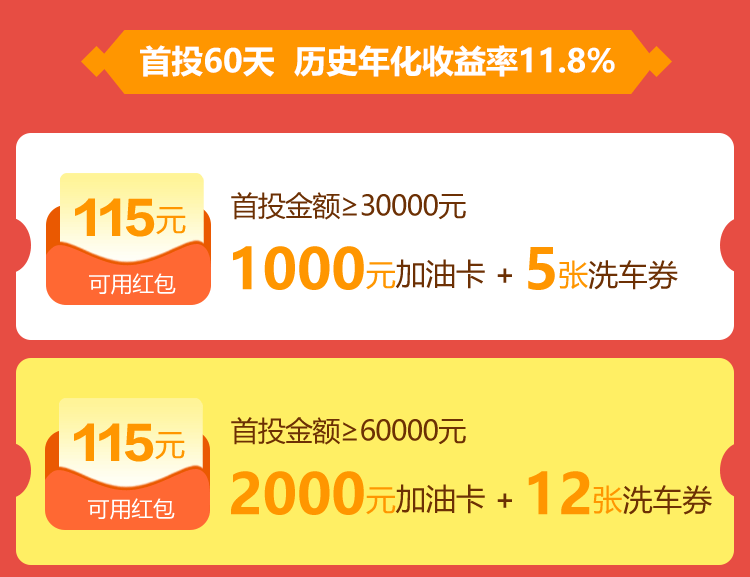 首投60天 历史年化收益率11.8%
115元
可用红包
首投金额≥30000元
1000元加油卡 + 5张洗车券
115元
可用红包
首投金额≥60000元
2000元加油卡 + 12张洗车券